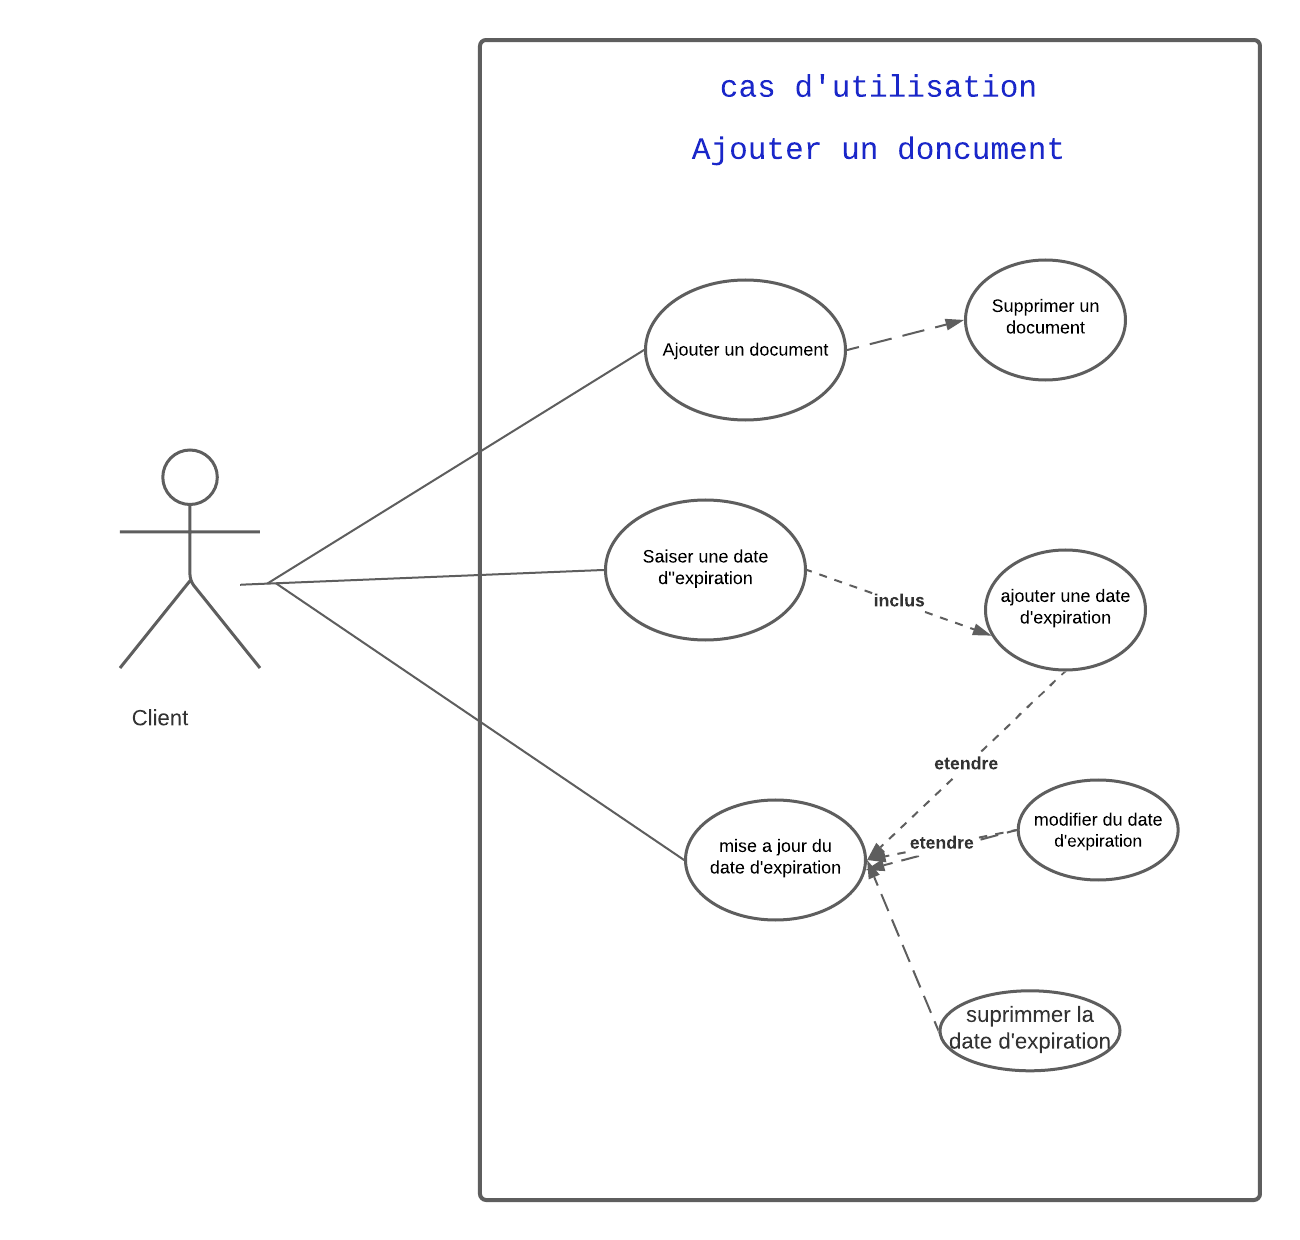 cas d'utilisation
Ajouter un doncument
Supprimer un
document
Ajouter un document
Saiser une date
d"expiration
inclus
ajouter une date
d'expiration
Client
etendre
mise a jour du
date d'expiration
etendre
modifier du date
d'expiration
suprimmer la
date d'expiration